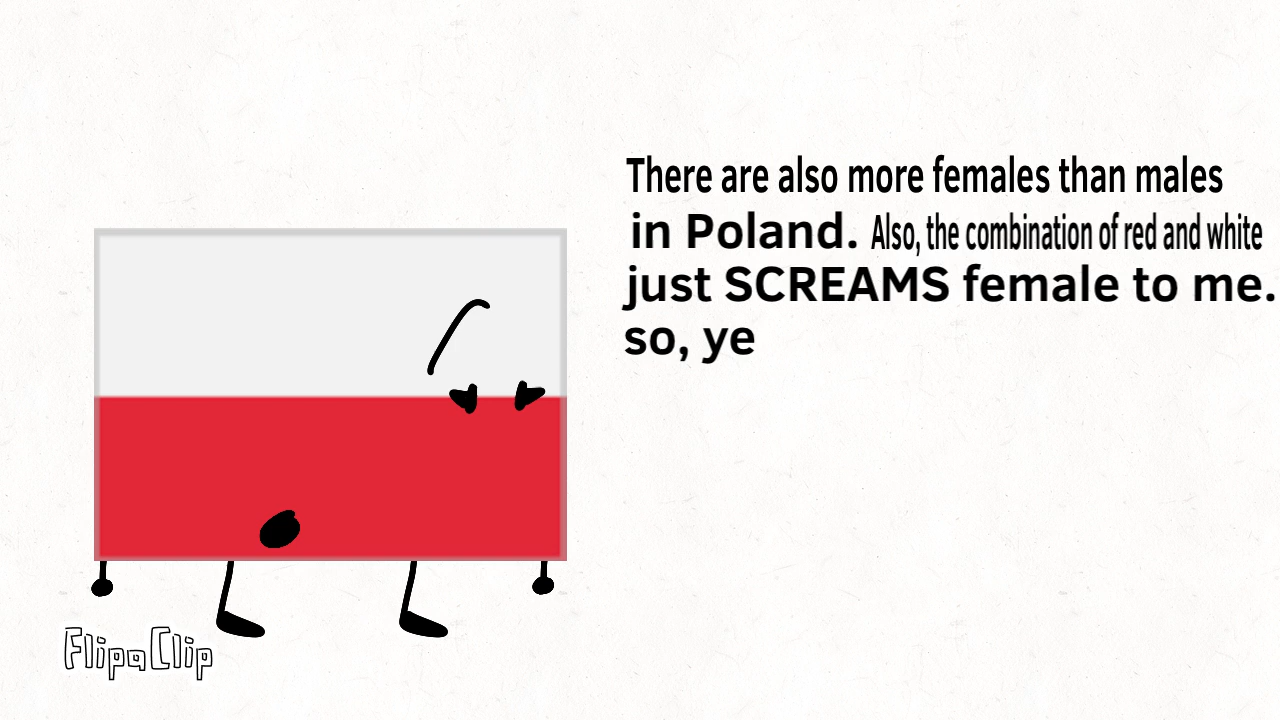 There are also more females than males
in Poland. Also, the combination of red and white
just SCREAMS female to me.
so, ye
FlipaClip